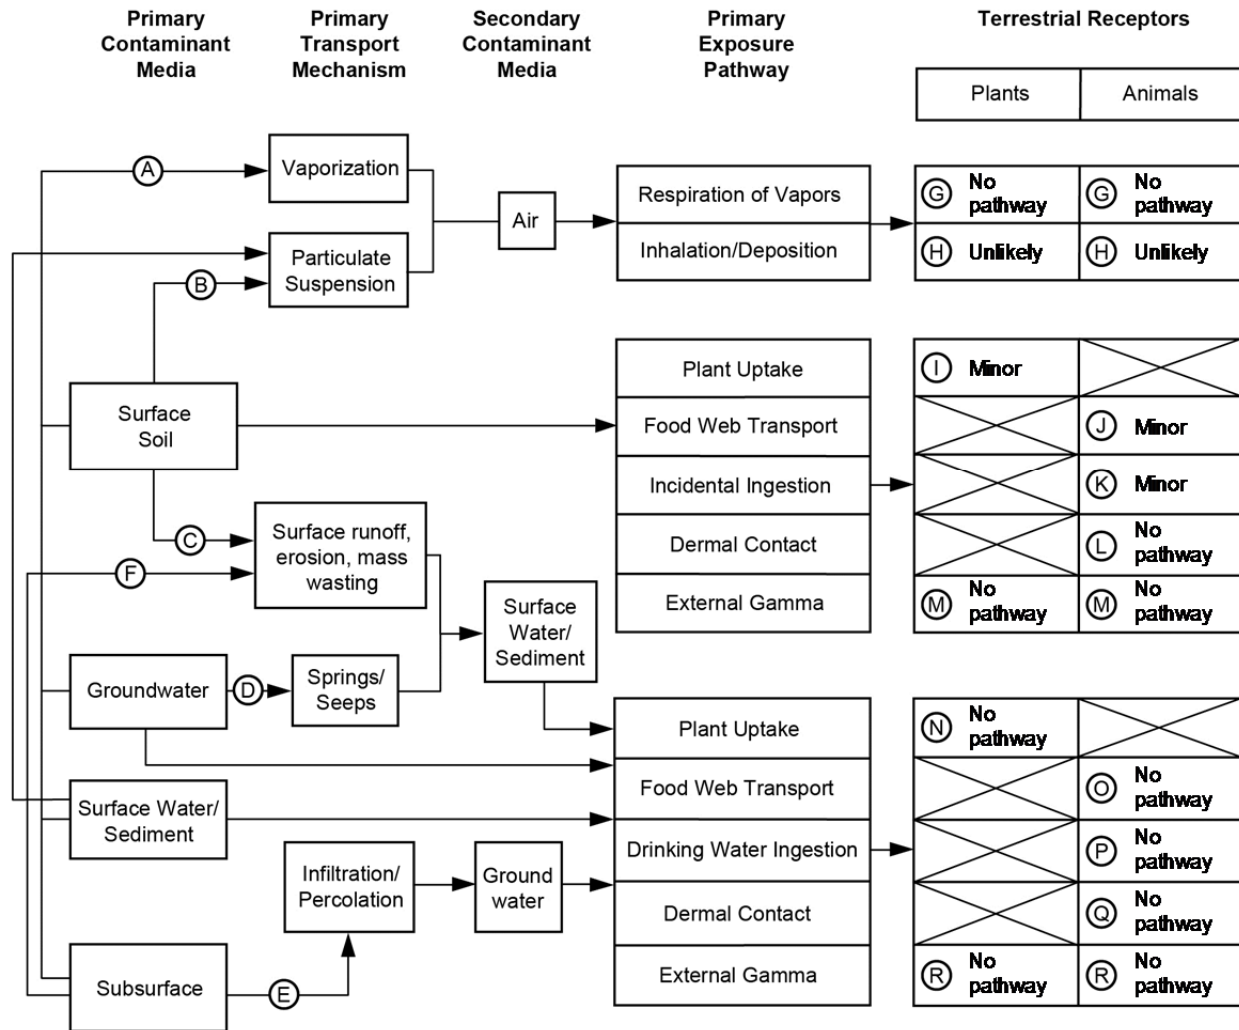 Primary
Contaminant
Media
Primary
Transport
Mechanism
Secondary
Contaminant
Media
Primary
Exposure
Pathway
Terrestrial Receptors
Plants
Animals
A
Vaporization
Air
Respiration of Vapors
G No
pathway
G No
pathway
B
Particulate
Suspension
Inhalation/Deposition
H Unlikely
H Unlikely
Surface
Soil
Plant Uptake
I Minor
Food Web Transport
J Minor
Incidental Ingestion
K Minor
C
F
Surface runoff,
erosion, mass
wasting
Dermal Contact
L No
pathway
External Gamma
M No
pathway
M No
pathway
Groundwater
D
Springs/
Seeps
Surface
Water/
Sediment
Plant Uptake
N No
pathway
Surface Water/
Sediment
Food Web Transport
O No
pathway
Infiltration/
Percolation
Ground
water
Drinking Water Ingestion
P No
pathway
Dermal Contact
Q No
pathway
Subsurface
E
External Gamma
R No
pathway
R No
pathway